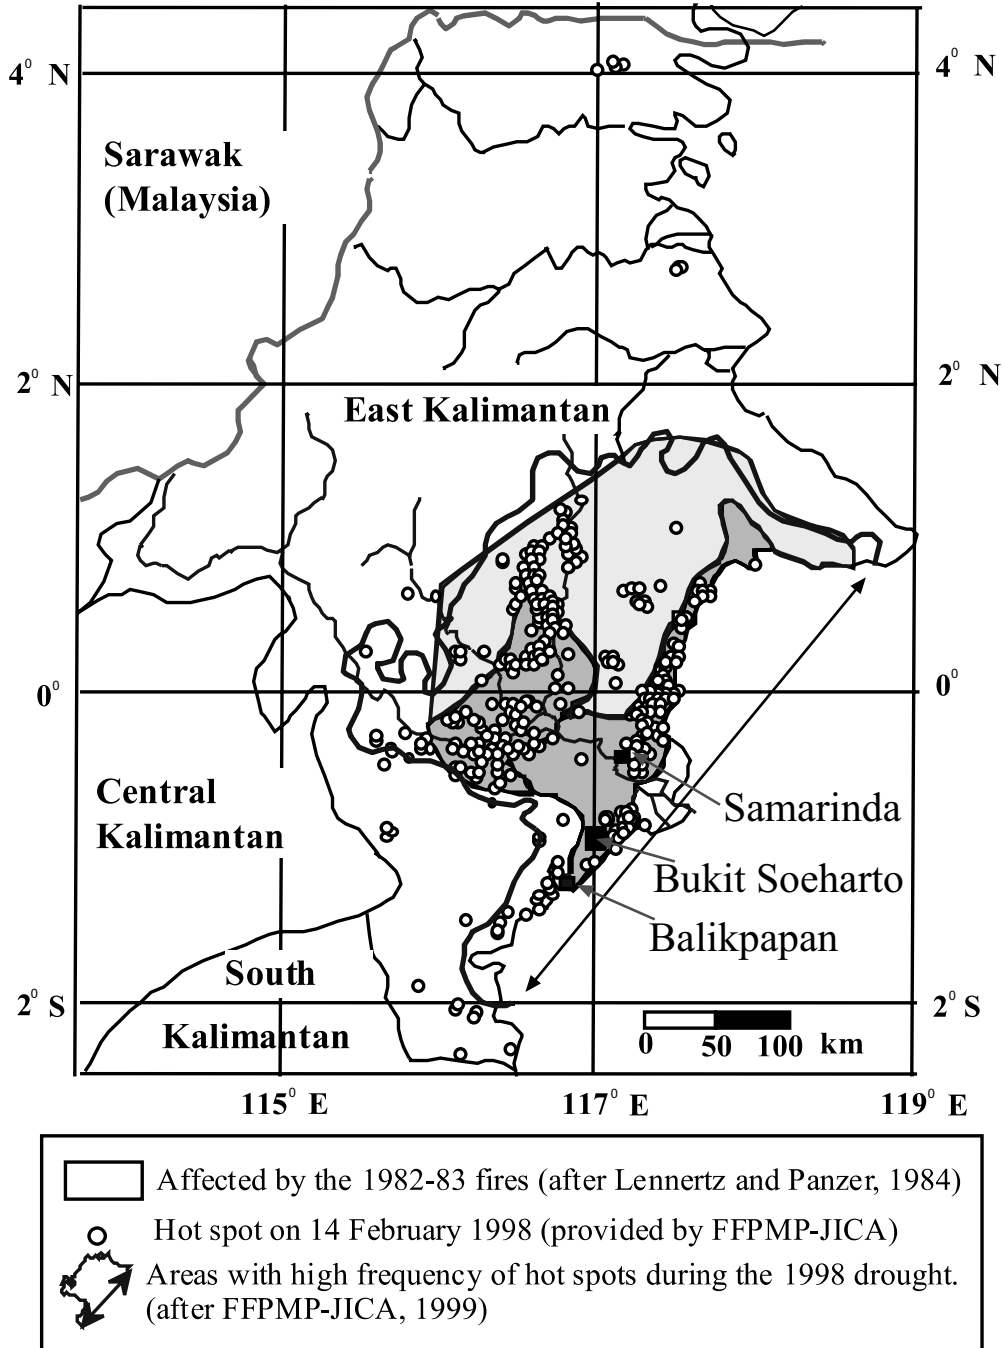 4° N
4° N
Sarawak
(Malaysia)
2° N
2° N
East Kalimantan
0°
0°
Central
Kalimantan
Samarinda
Bukit Soeharto
Balikpapan
South
Kalimantan
2° S
2° S
0 50 100 km
115° E
117° E
119° E
Affected by the 1982-83 fires (after Lennertz and Panzer, 1984)
Hot spot on 14 February 1998 (provided by FFPMP-JICA)
Areas with high frequency of hot spots during the 1998 drought.
(after FFPMP-JICA, 1999)